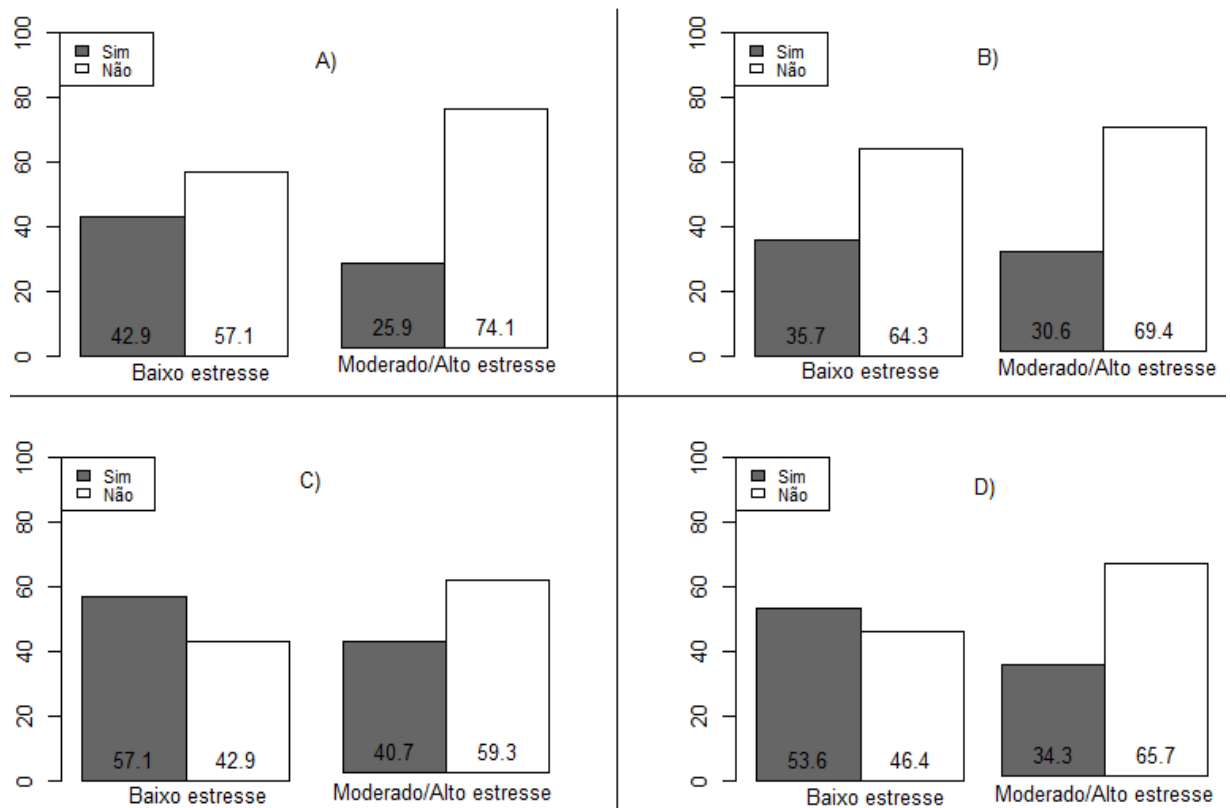 A)
Sim
Não
100
80
60
40
20
0
42.9 57.1 25.9 74.1
Baixo estresse Moderado/Alto estresse
B)
Sim
Não
100
80
60
40
20
0
35.7 64.3 30.6 69.4
Baixo estresse Moderado/Alto estresse
C)
Sim
Não
100
80
60
40
20
0
57.1 42.9 40.7 59.3
Baixo estresse Moderado/Alto estresse
D)
Sim
Não
100
80
60
40
20
0
53.6 46.4 34.3 65.7
Baixo estresse Moderado/Alto estresse